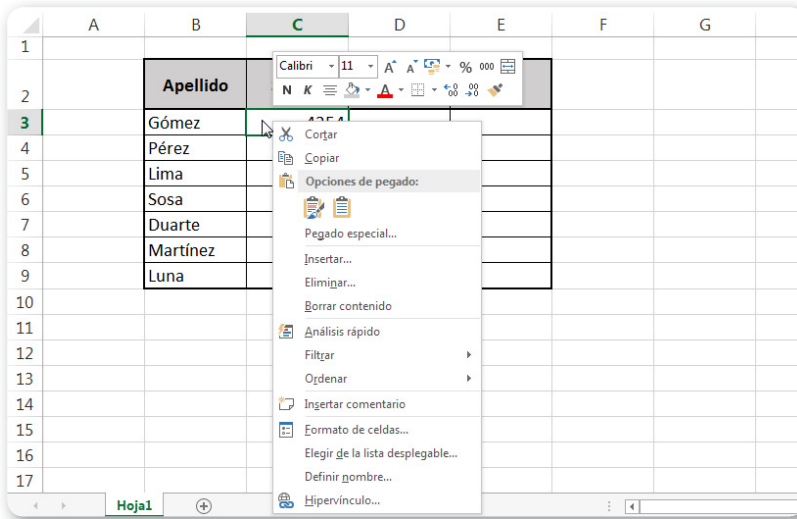 A B C D E F G
1
Calibri 11 A A % 000
N K A
2 Apellido
3 Gómez 4254
Cortar
4 Pérez
Copiar
5 Lima
Opciones de pegado:
6 Sosa
7 Duarte
Pegado especial...
8 Martínez
Insertar...
9 Luna
Eliminar...
10
Borrar contenido
11
Análisis rápido
12
Filtrar
13
Ordenar
14
Insertar comentario
15
Formato de celdas...
16
Elegir de la lista desplegable...
17
Definir nombre...
Hoja1
Hipervínculo...